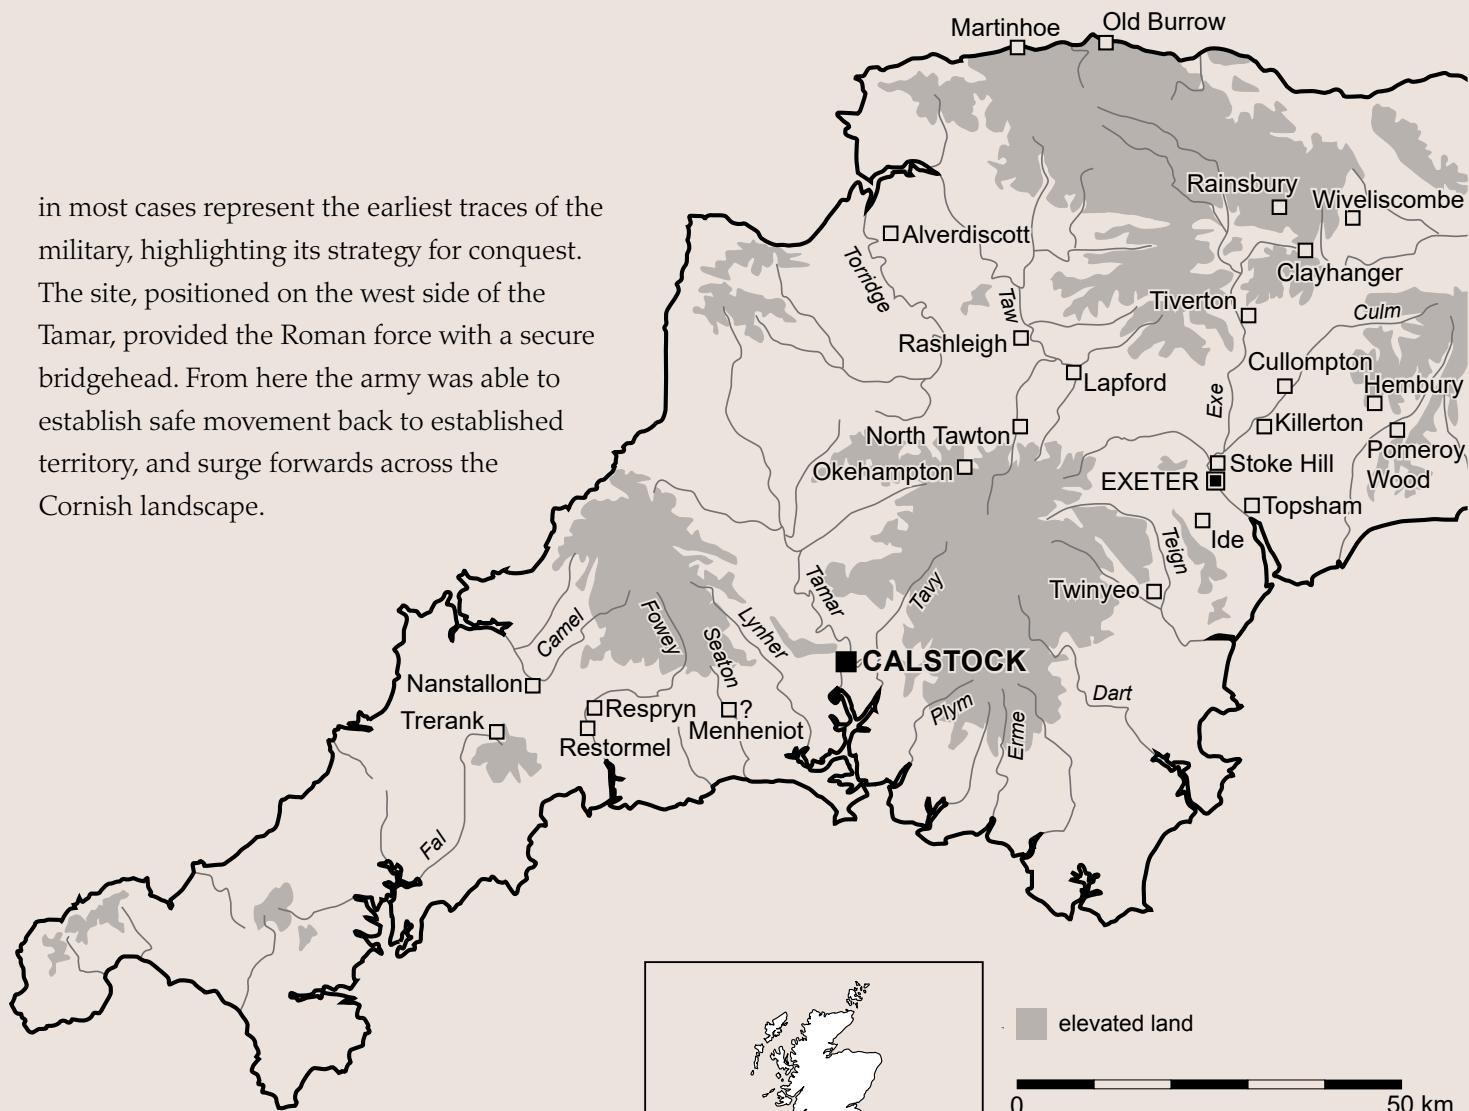 in most cases represent the earliest traces of the
military, highlighting its strategy for conquest.
The site, positioned on the west side of the
Tamar, provided the Roman force with a secure
bridgehead. From here the army was able to
establish safe movement back to established
territory, and surge forwards across the
Cornish landscape.
Martinhoe
Old Burrow
Rainsbury
Wiveliscombe
Alverdiscott
Clayhanger
Torridge
Taw
Tiverton
Culm
Rashleigh
Cullompton
Lapford
Hembury
Exe
Killerton
North Tawton
Pomeroy
Wood
Okehampton
Stoke Hill
EXETER
Topsham
Ide
Teign
Twinyeo
Tamar
Tavy
Camel
Fowey
Seaton
Lynher
CALSTOCK
Nanstallon
Dart
Plym
Erme
Respryn
?
Menheniot
Trerank
Restormel
Fal
elevated land
0
50 km